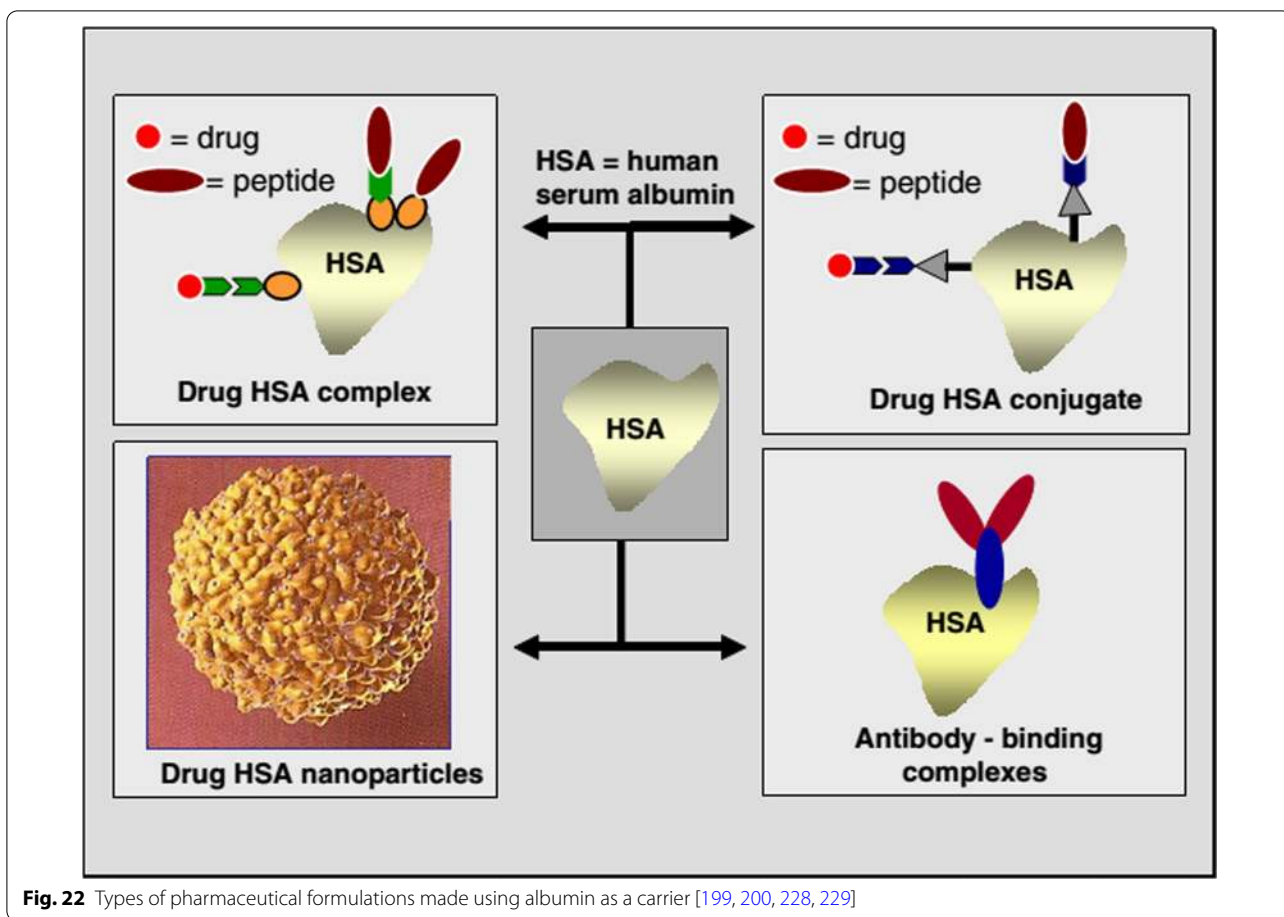 = drug
= peptide
HSA
Drug HSA complex
HSA = human
serum albumin
= drug
= peptide
HSA
Drug HSA conjugate
HSA
Drug HSA nanoparticles
HSA
Antibody - binding
complexes
Fig. 22 Types of pharmaceutical formulations made using albumin as a carrier [199, 200, 228, 229]